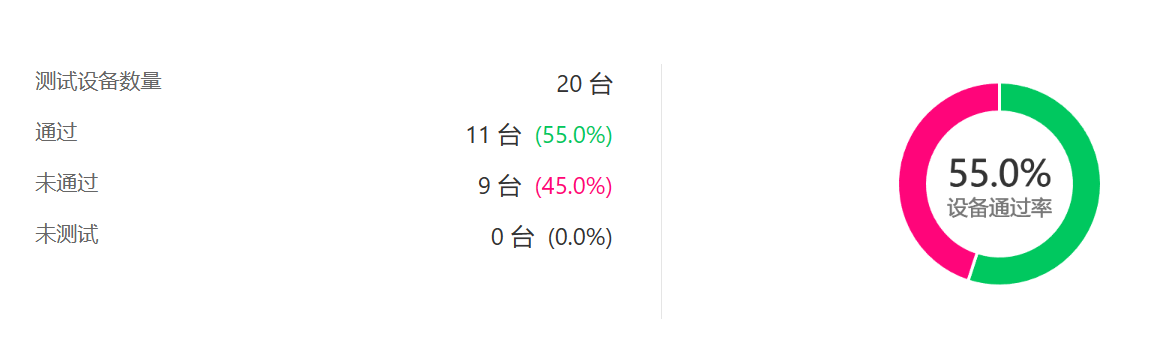 测试设备数量 20 台
通过 11 台 (55.0%)
未通过 9 台 (45.0%)
未测试 0 台 (0.0%)
55.0%
设备通过率